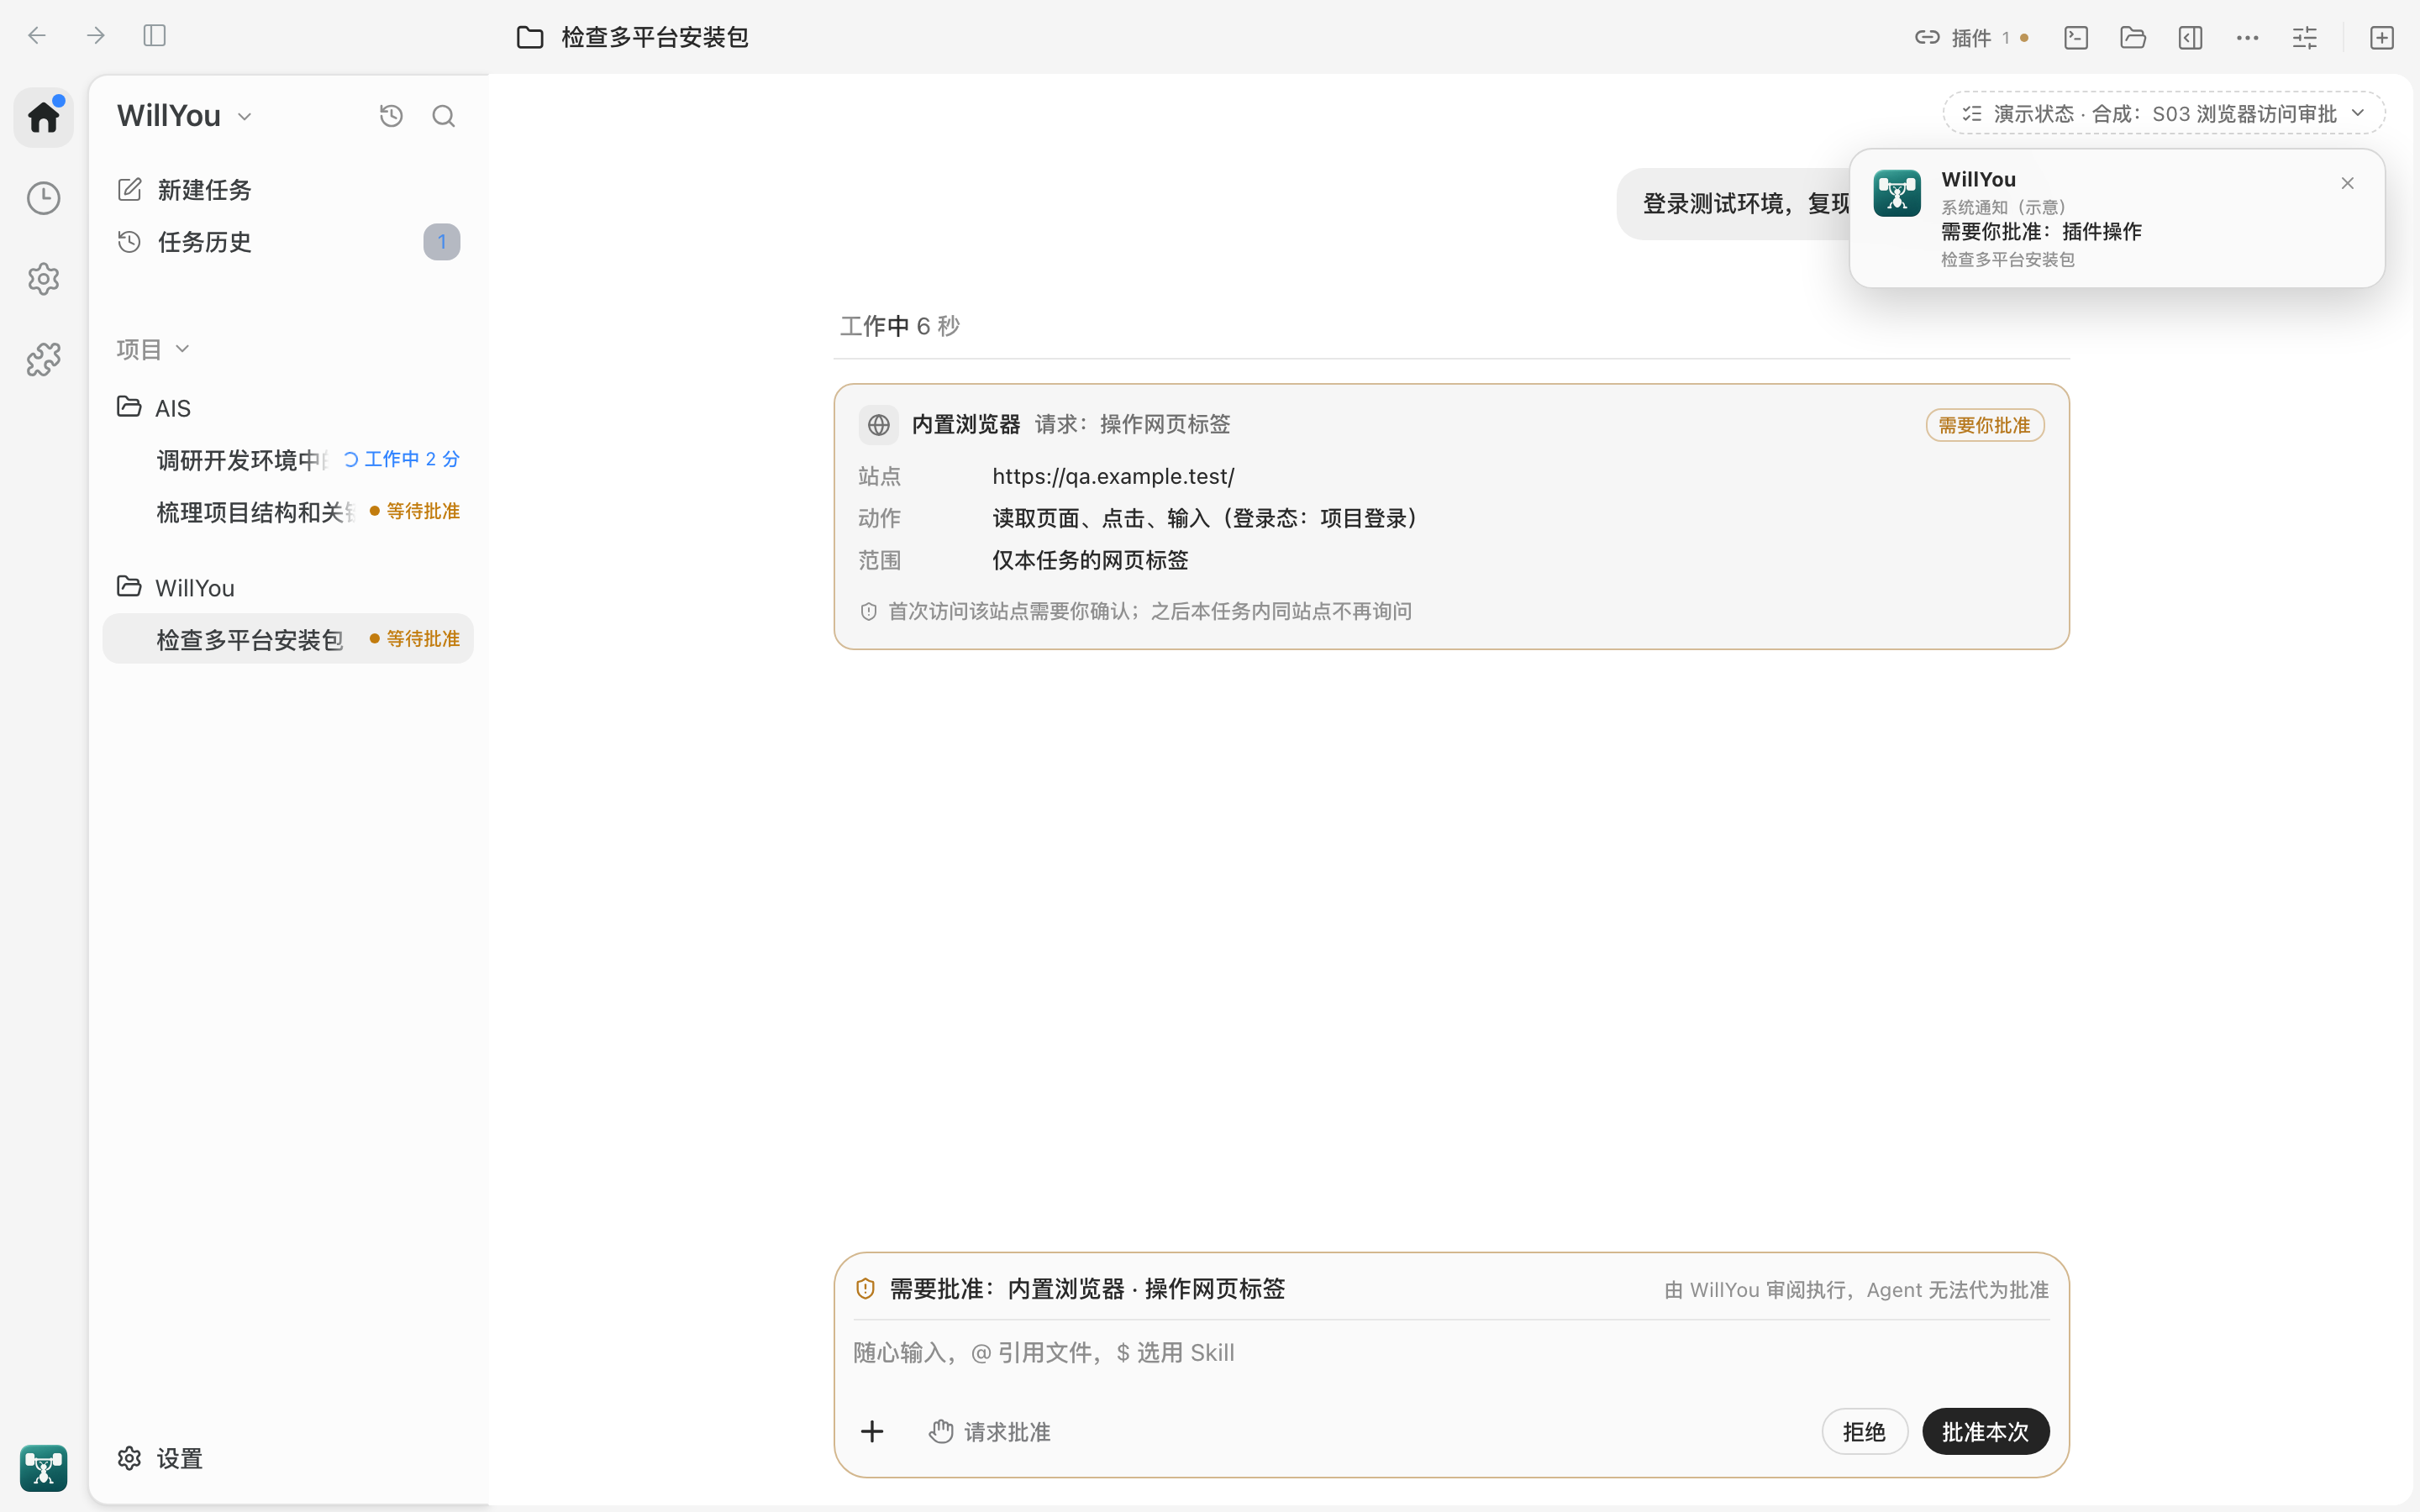 检查多平台安装包
插件 1
WillYou
演示状态 · 合成：S03 浏览器访问审批
新建任务
任务历史 1
登录测试环境，复现
WillYou
系统通知（示意）
需要你批准：插件操作
检查多平台安装包
工作中 6 秒
项目
AIS
调研开发环境中 工作中 2 分
梳理项目结构和关 等待批准
WillYou
检查多平台安装包 等待批准
内置浏览器 请求：操作网页标签 需要你批准
站点 https://qa.example.test/
动作 读取页面、点击、输入（登录态：项目登录）
范围 仅本任务的网页标签
首次访问该站点需要你确认；之后本任务内同站点不再询问
需要批准：内置浏览器 · 操作网页标签 由 WillYou 审阅执行，Agent 无法代为批准
随心输入，@ 引用文件，$ 选用 Skill
请求批准 拒绝 批准本次
设置